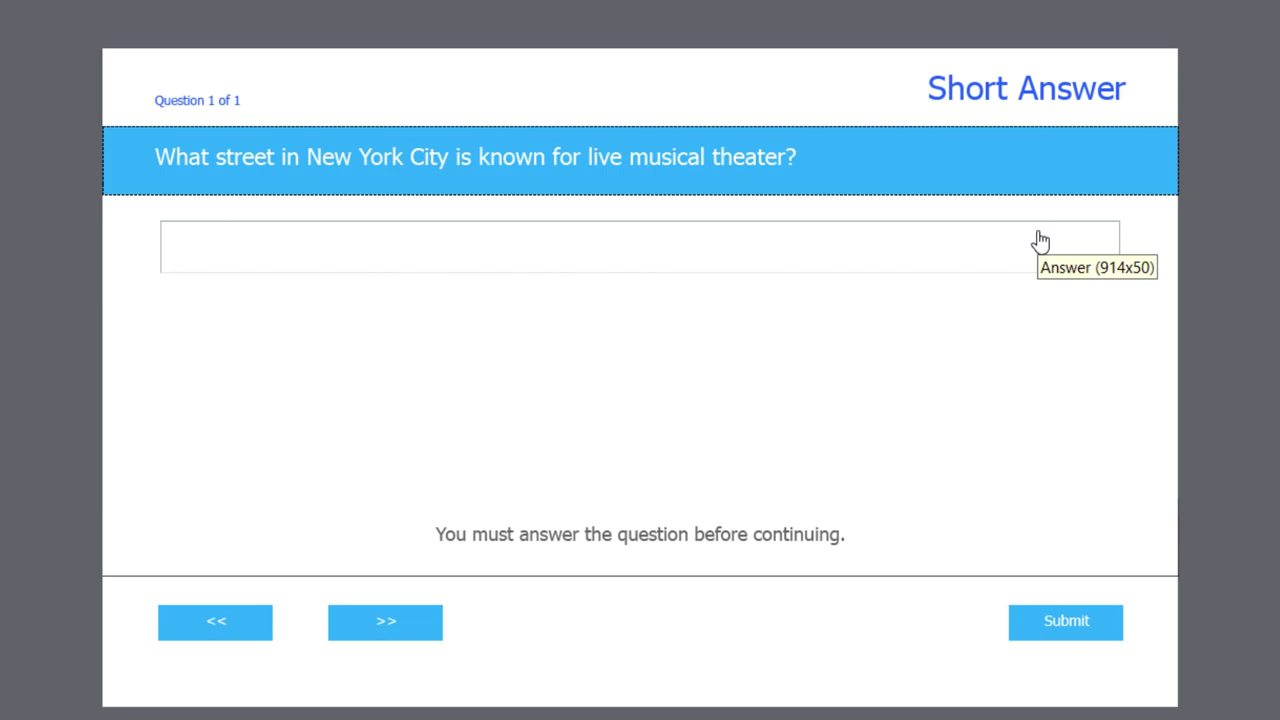 Short Answer
Question 1 of 1
What street in New York City is known for live musical theater?
Answer (914x50)
You must answer the question before continuing.
<<
>>
Submit